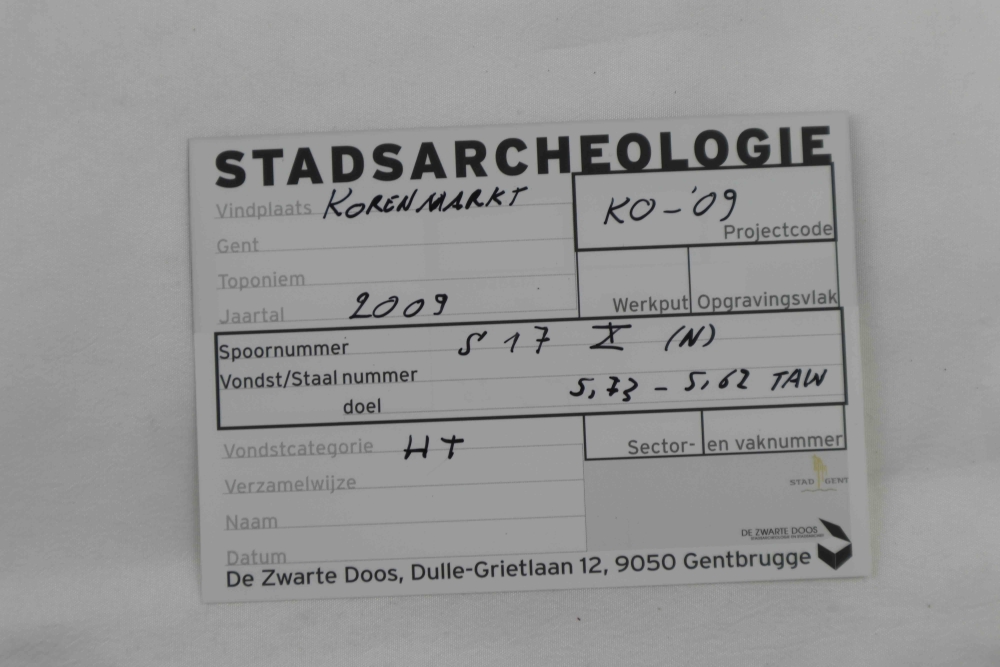 STADSARCHEOLOGIE
Vindplaats KORENMARKT
KO-'09
Projectcode
Gent
Toponiem
Jaartal 2009
Werkput Opgravingsvlak
Spoornummer S 17 X (N)
Vondst/Staal nummer
5,73 - 5,62 TAW
doel
Vondstcategorie HT
Sector- en vaknummer
Verzamelwijze
STAD GENT
Naam
DE ZWARTE DOOS
Datum
De Zwarte Doos, Dulle-Grietlaan 12, 9050 Gentbrugge